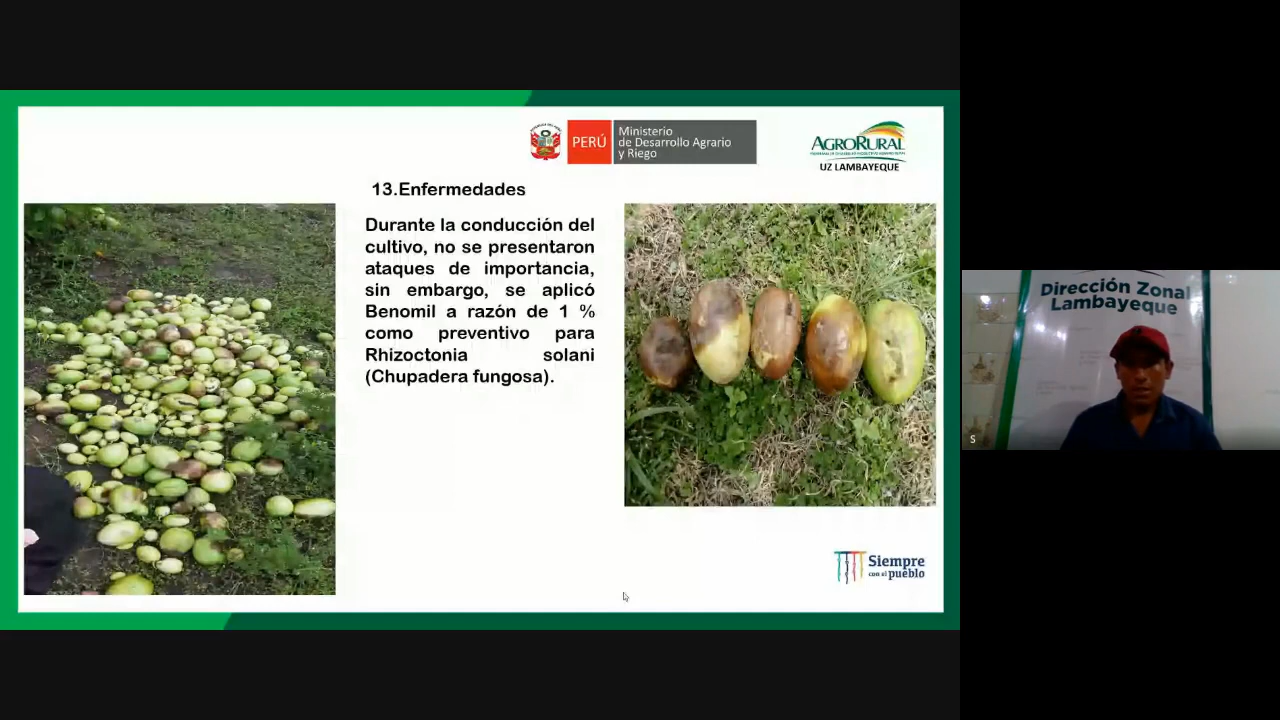 PERÚ
Ministerio
de Desarrollo Agrario
y Riego
AGRORURAL
UZ LAMBAYEQUE
13.Enfermedades
Durante la conducción del
cultivo, no se presentaron
ataques de importancia,
sin embargo, se aplicó
Benomil a razón de 1 %
como preventivo para
Rhizoctonia solani
(Chupadera fungosa).
Siempre
con el pueblo
Dirección Zonal
Lambayeque
S